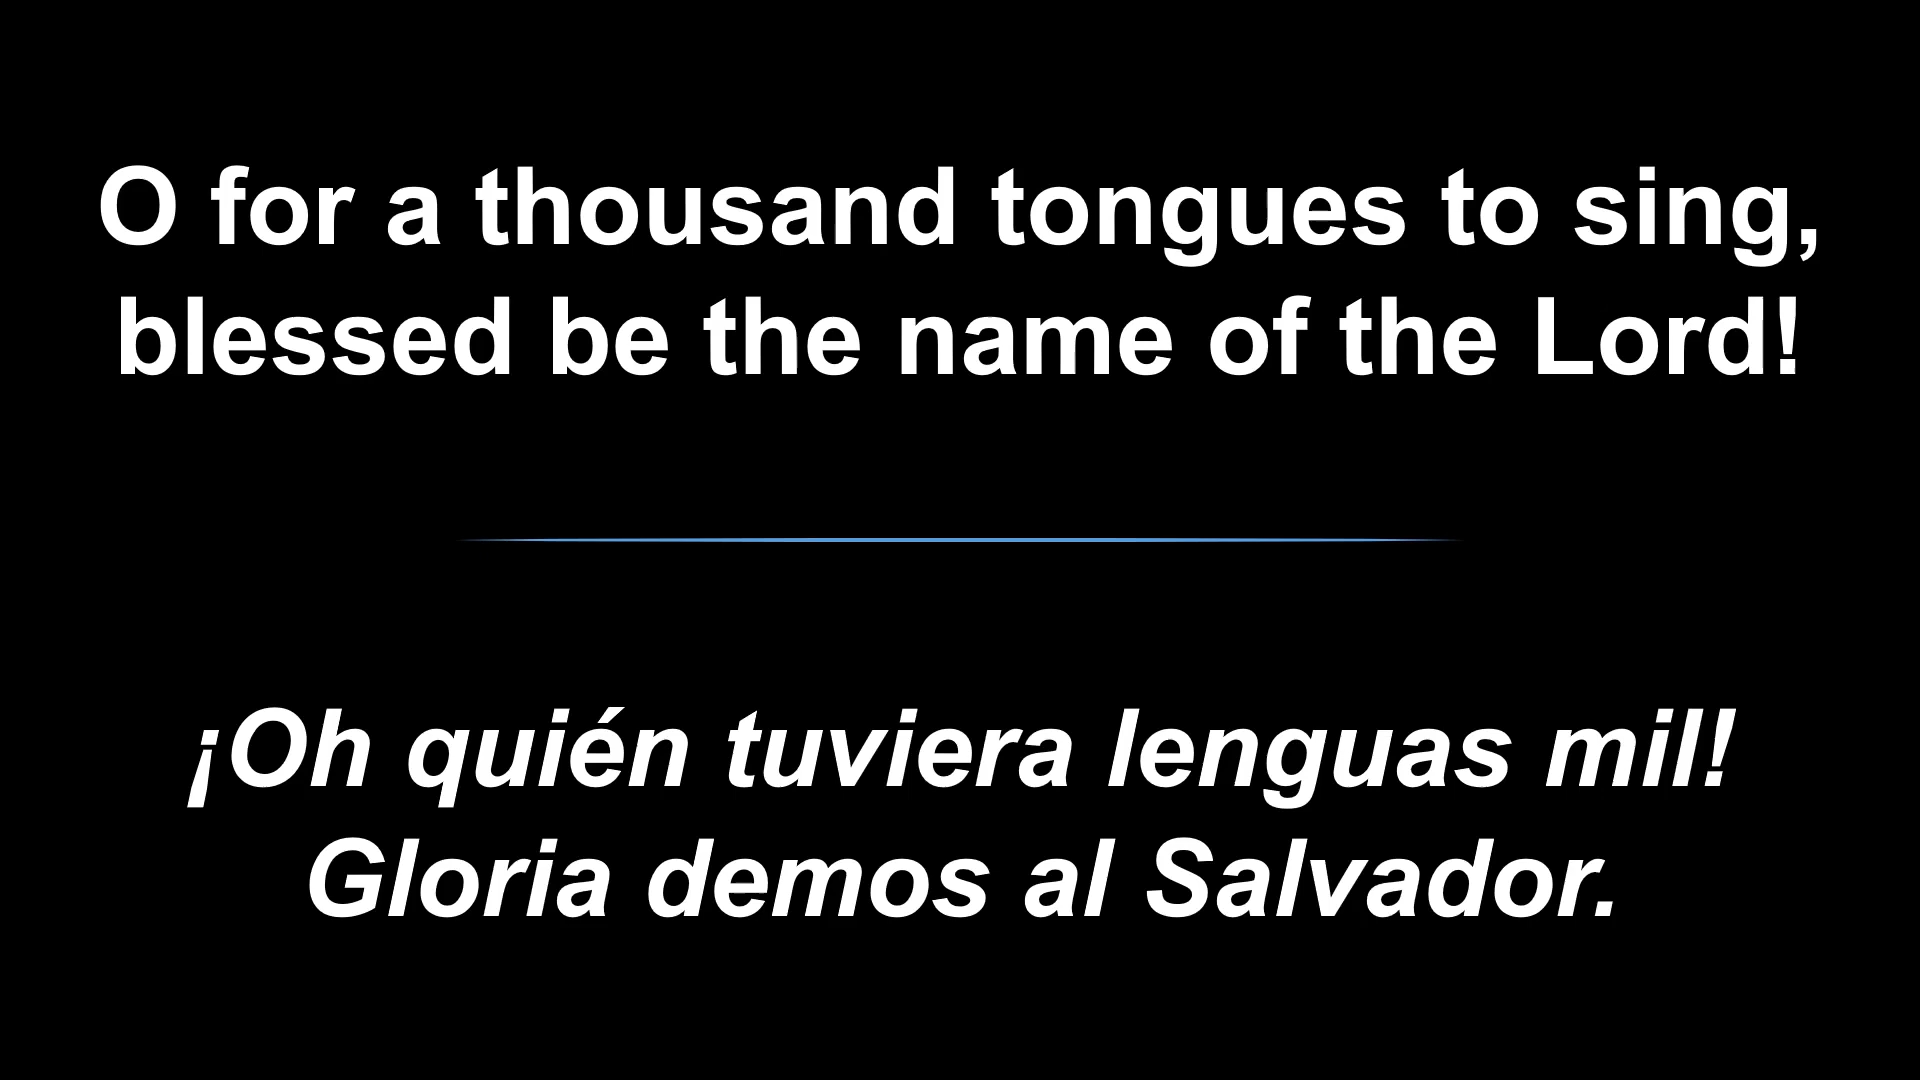 O for a thousand tongues to sing,
blessed be the name of the Lord!
¡Oh quién tuviera lenguas mil!
Gloria demos al Salvador.